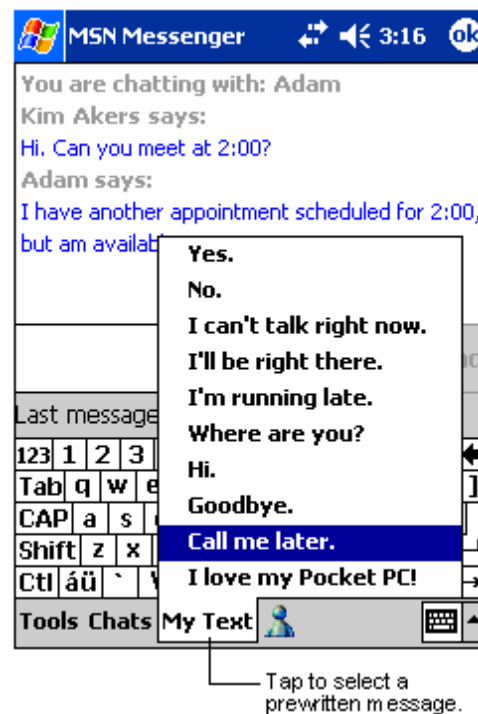 MSN Messenger 3:16 ok
You are chatting with: Adam
Kim Akers says:
Hi. Can you meet at 2:00?
Adam says:
I have another appointment scheduled for 2:00,
but am
Yes.
No.
I can't talk right now.
I'll be right there.
I'm running late.
Where are you?
Hi.
Goodbye.
Call me later.
I love my Pocket PC!
Last message
123 1 2 3
Tab q w e ]
CAP a s
Shift z x
Ctl áü `
Tools Chats My Text
Tap to select a
prewritten message.